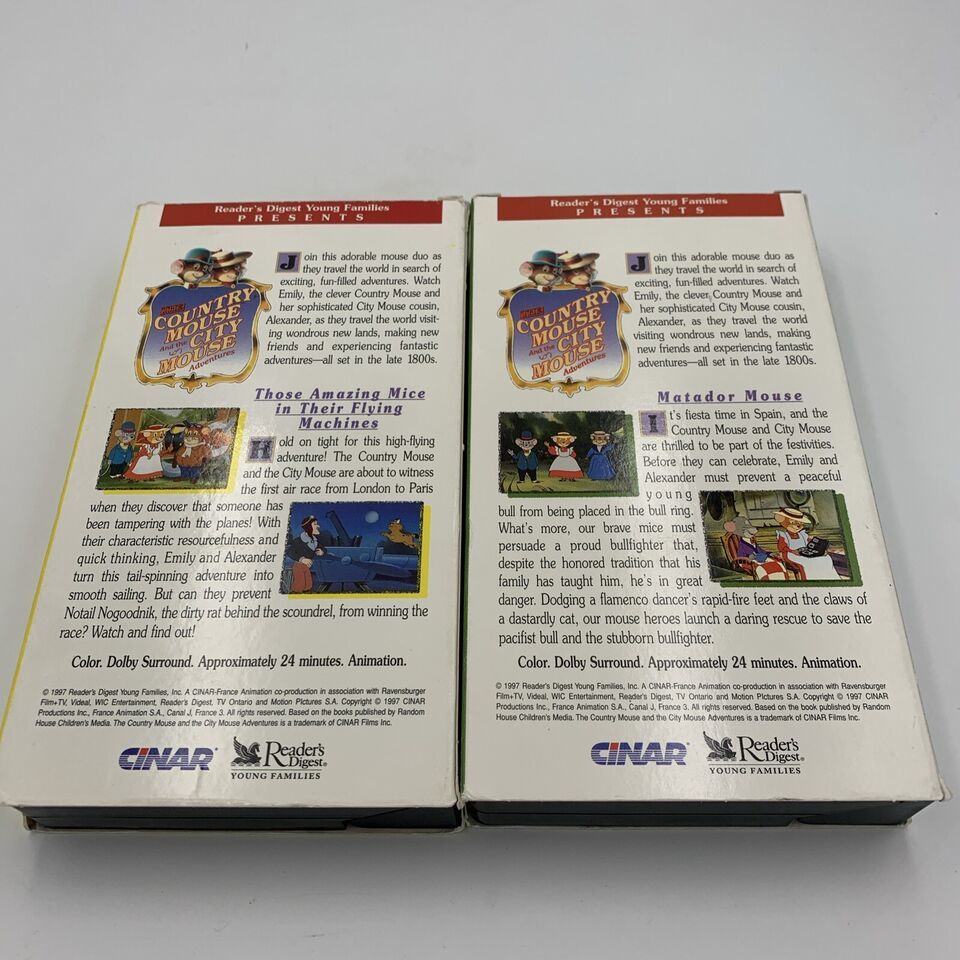 Reader's Digest Young Families
PRESENTS
THE
COUNTRY
MOUSE
And the
CITY
MOUSE
Adventures
Join this adorable mouse duo as
they travel the world in search of
exciting, fun-filled adventures. Watch
Emily, the clever Country Mouse and
her sophisticated City Mouse cousin,
Alexander, as they travel the world visit-
ing wondrous new lands, making new
friends and experiencing fantastic
adventures—all set in the late 1800s.
Those Amazing Mice
in Their Flying
Machines
Hold on tight for this high-flying
adventure! The Country Mouse
and the City Mouse are about to witness
the first air race from London to Paris
when they discover that someone has
been tampering with the planes! With
their characteristic resourcefulness and
quick thinking, Emily and Alexander
turn this tail-spinning adventure into
smooth sailing. But can they prevent
Notail Nogoodnik, the dirty rat behind the scoundrel, from winning the
race? Watch and find out!
Color. Dolby Surround. Approximately 24 minutes. Animation.
© 1997 Reader's Digest Young Families, Inc. A CINAR-France Animation co-production in association with Ravensburger
Film+TV, Videal, WIC Entertainment, Reader's Digest, TV Ontario and Motion Pictures S.A. Copyright © 1997 CINAR
Productions Inc., France Animation S.A., Canal J, France 3. All rights reserved. Based on the book published by Random
House Children's Media. The Country Mouse and the City Mouse Adventures is a trademark of CINAR Films Inc.
CINAR
Reader's
Digest®
YOUNG FAMILIES
Reader's Digest Young Families
PRESENTS
THE
COUNTRY
MOUSE
And the
CITY
MOUSE
Adventures
Join this adorable mouse duo as
they travel the world in search of
exciting, fun-filled adventures. Watch
Emily, the clever Country Mouse and
her sophisticated City Mouse cousin,
Alexander, as they travel the world
visiting wondrous new lands, making
new friends and experiencing fantastic
adventures—all set in the late 1800s.
Matador Mouse
It's fiesta time in Spain, and the
Country Mouse and City Mouse
are thrilled to be part of the festivities.
Before they can celebrate, Emily and
Alexander must prevent a peaceful
young
bull from being placed in the bull ring.
What's more, our brave mice must
persuade a proud bullfighter that,
despite the honored tradition that his
family has taught him, he's in great
danger. Dodging a flamenco dancer's rapid-fire feet and the claws of
a dastardly cat, our mouse heroes launch a daring rescue to save the
pacifist bull and the stubborn bullfighter.
Color. Dolby Surround. Approximately 24 minutes. Animation.
© 1997 Reader's Digest Young Families, Inc. A CINAR-France Animation co-production in association with Ravensburger
Film+TV, Videal, WIC Entertainment, Reader's Digest, TV Ontario and Motion Pictures S.A. Copyright © 1997 CINAR
Productions Inc., France Animation S.A., Canal J, France 3. All rights reserved. Based on the book published by Random
House Children's Media. The Country Mouse and the City Mouse Adventures is a trademark of CINAR Films Inc.
CINAR
Reader's
Digest®
YOUNG FAMILIES